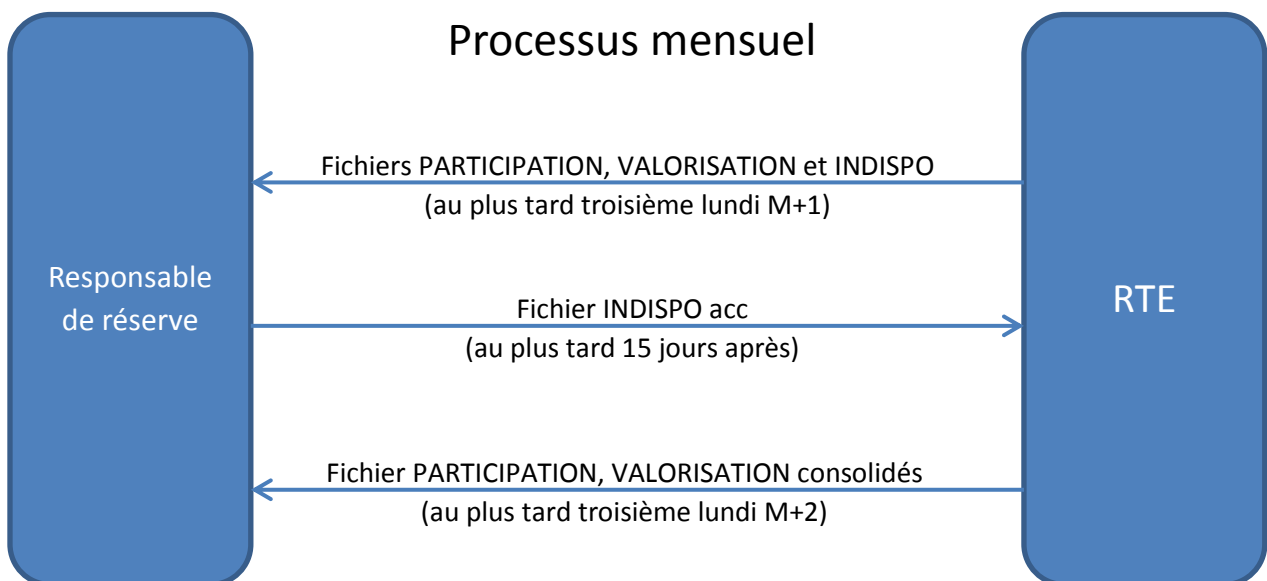 Processus mensuel
Fichiers PARTICIPATION, VALORISATION et INDISPO
(au plus tard troisième lundi M+1)
Responsable
de réserve
Fichier INDISPO acc
(au plus tard 15 jours après)
RTE
Fichier PARTICIPATION, VALORISATION consolidés
(au plus tard troisième lundi M+2)